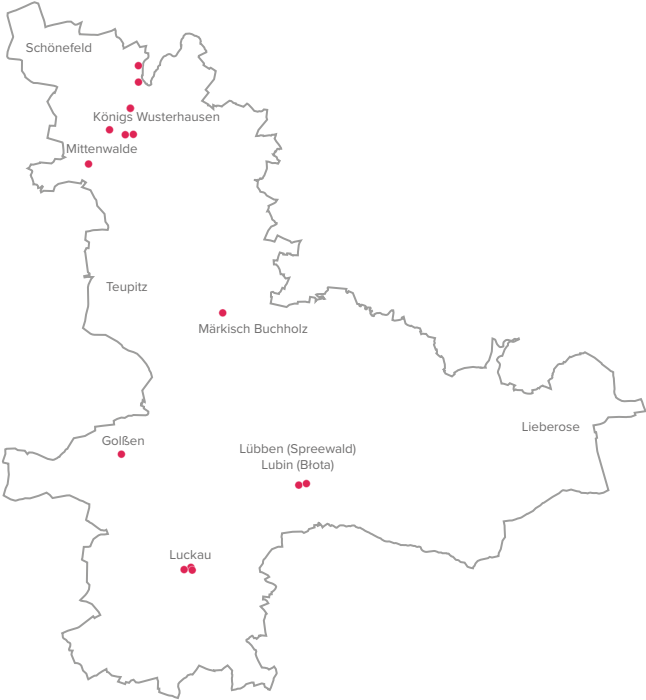 Schönefeld
Königs Wusterhausen
Mittenwalde
Teupitz
Märkisch Buchholz
Lieberose
Golßen
Lübben (Spreewald)
Lubin (Błota)
Luckau